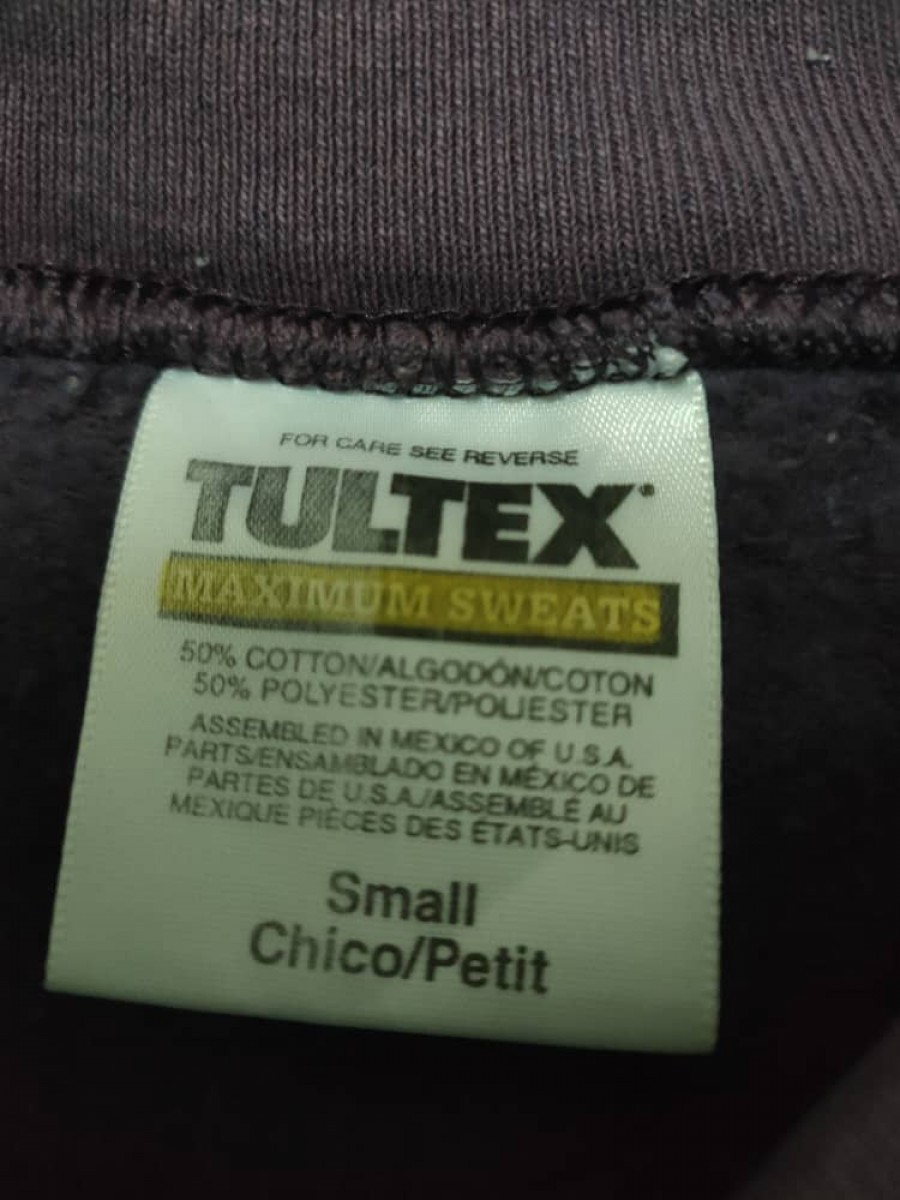 FOR CARE SEE REVERSE
TULTEX®
MAXIMUM SWEATS
50% COTTON/ALGODÓN/COTON
50% POLYESTER/POLIESTER
ASSEMBLED IN MEXICO OF U.S.A.
PARTS/ENSAMBLADO EN MÉXICO DE
PARTES DE U.S.A./ASSEMBLÉ AU
MEXIQUE PIÈCES DES ÉTATS-UNIS
Small
Chico/Petit